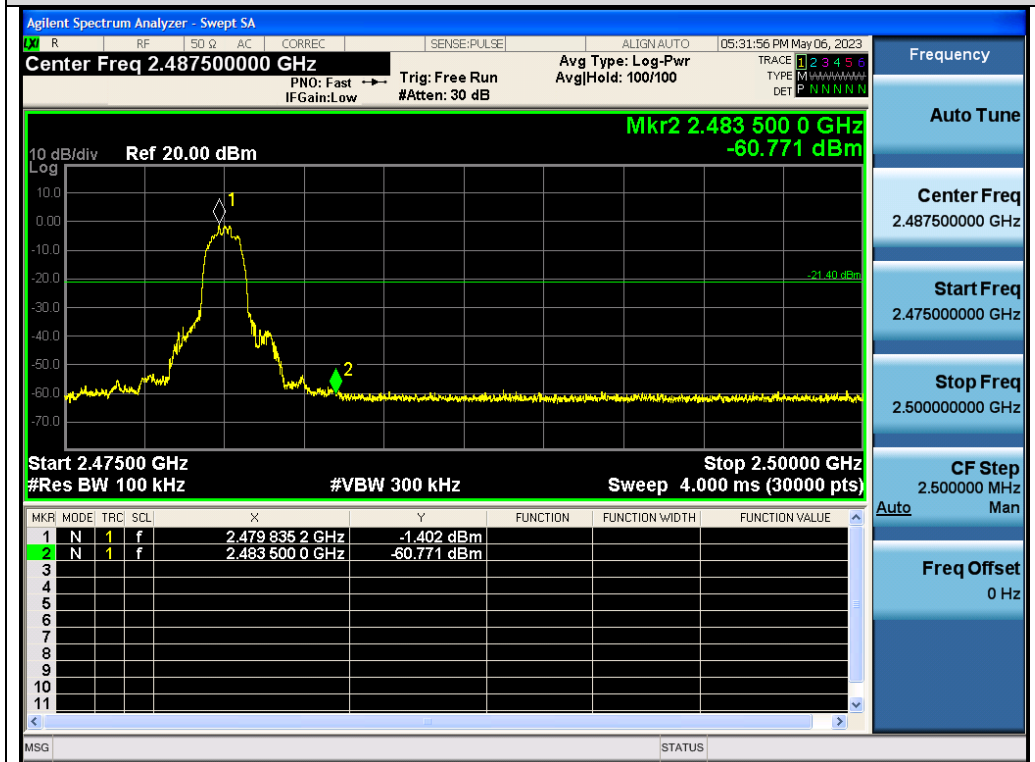 Agilent Spectrum Analyzer - Swept SA
LXI R RF 50 Ω AC CORREC SENSE:PULSE ALIGN AUTO 05:31:56 PM May 06, 2023
Center Freq 2.487500000 GHz
PNO: Fast
IFGain:Low
Trig: Free Run
#Atten: 30 dB
Avg Type: Log-Pwr
Avg|Hold: 100/100
TRACE 1 2 3 4 5 6
TYPE M WWWWW
DET P N N N N N
Mkr2 2.483 500 0 GHz
-60.771 dBm
10 dB/div Ref 20.00 dBm
Log
10.0
0.00
-10.0
-20.0
-30.0
-40.0
-50.0
-60.0
-70.0
1
-21.40 dBm
2
Start 2.47500 GHz Stop 2.50000 GHz
#Res BW 100 kHz #VBW 300 kHz Sweep 4.000 ms (30000 pts)
MKR MODE TRC SCL X Y FUNCTION FUNCTION WIDTH FUNCTION VALUE
1 N 1 f 2.479 835 2 GHz -1.402 dBm
2 N 1 f 2.483 500 0 GHz -60.771 dBm
3
4
5
6
7
8
9
10
11
MSG STATUS
Frequency
Auto Tune
Center Freq
2.487500000 GHz
Start Freq
2.475000000 GHz
Stop Freq
2.500000000 GHz
CF Step
2.500000 MHz
Auto Man
Freq Offset
0 Hz